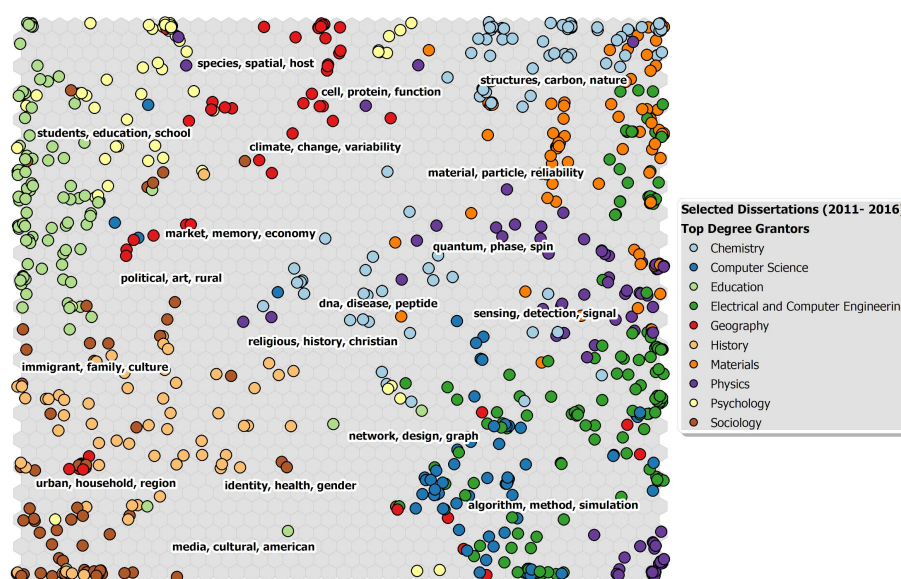 species, spatial, host
structures, carbon, nature
cell, protein, function
students, education, school
climate, change, variability
material, particle, reliability
market, memory, economy
quantum, phase, spin
political, art, rural
dna, disease, peptide
sensing, detection, signal
religious, history, christian
immigrant, family, culture
network, design, graph
urban, household, region
identity, health, gender
algorithm, method, simulation
media, cultural, american
Selected Dissertations (2011- 2016)
Top Degree Grantors
Chemistry
Computer Science
Education
Electrical and Computer Engineerin
Geography
History
Materials
Physics
Psychology
Sociology